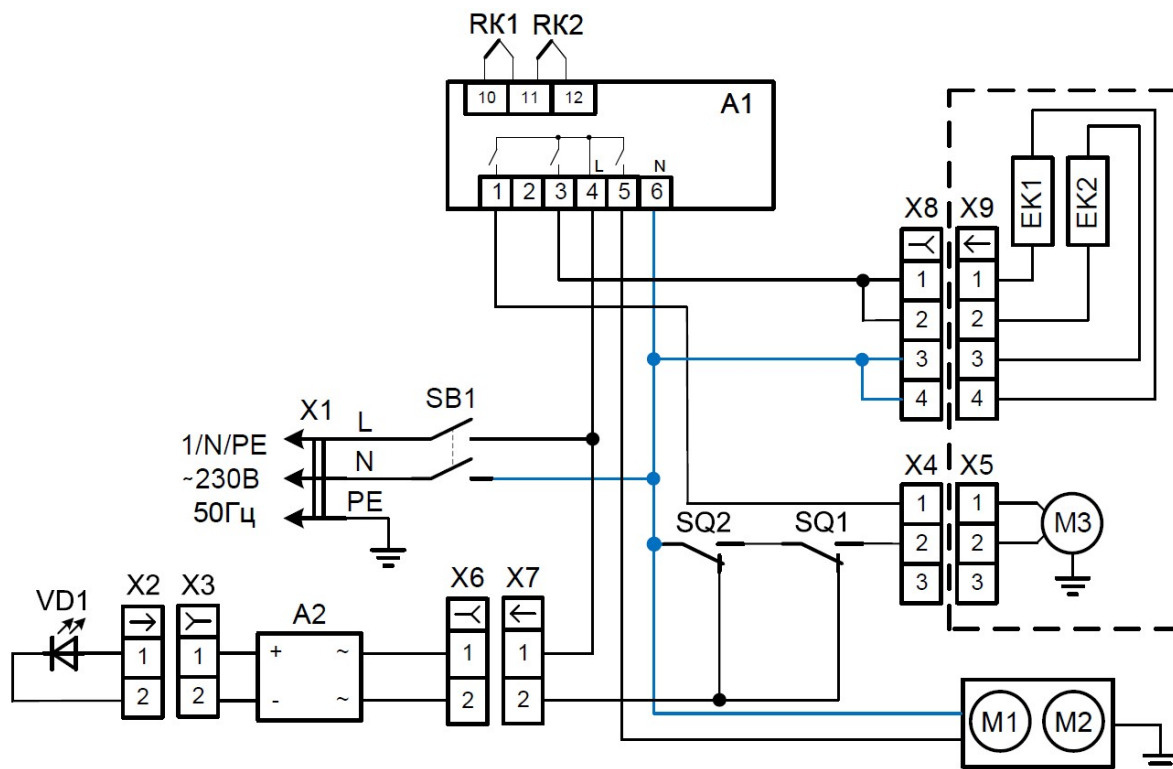 RK1 RK2
10 11 12
A1
L N
1 2 3 4 5 6
EK1 EK2
X8 X9
1 1
2 2
3 3
4 4
X1 L SB1
1/N/PE
~230В N
50Гц PE
X4 X5
1 1
2 2
3 3
M3
SQ2 SQ1
X6 X7
1 1
2 2
VD1 X2 X3 A2
1 1 + ~
2 2 - ~
M1 M2